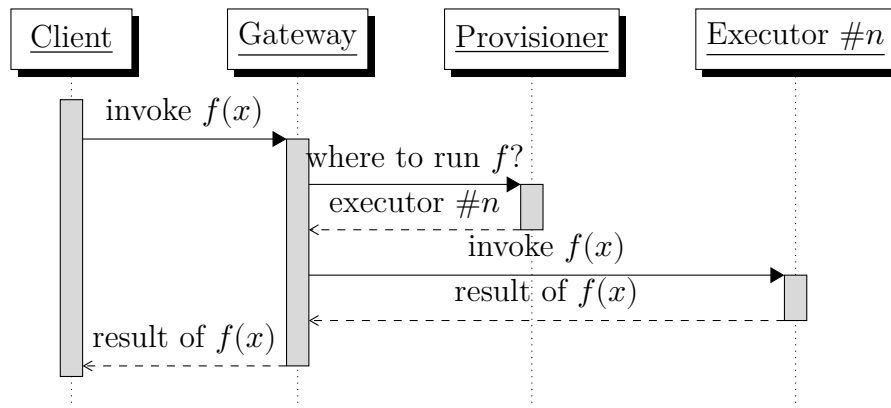 Client
Gateway
Provisioner
Executor #n
invoke f(x)
where to run f?
executor #n
invoke f(x)
result of f(x)
result of f(x)